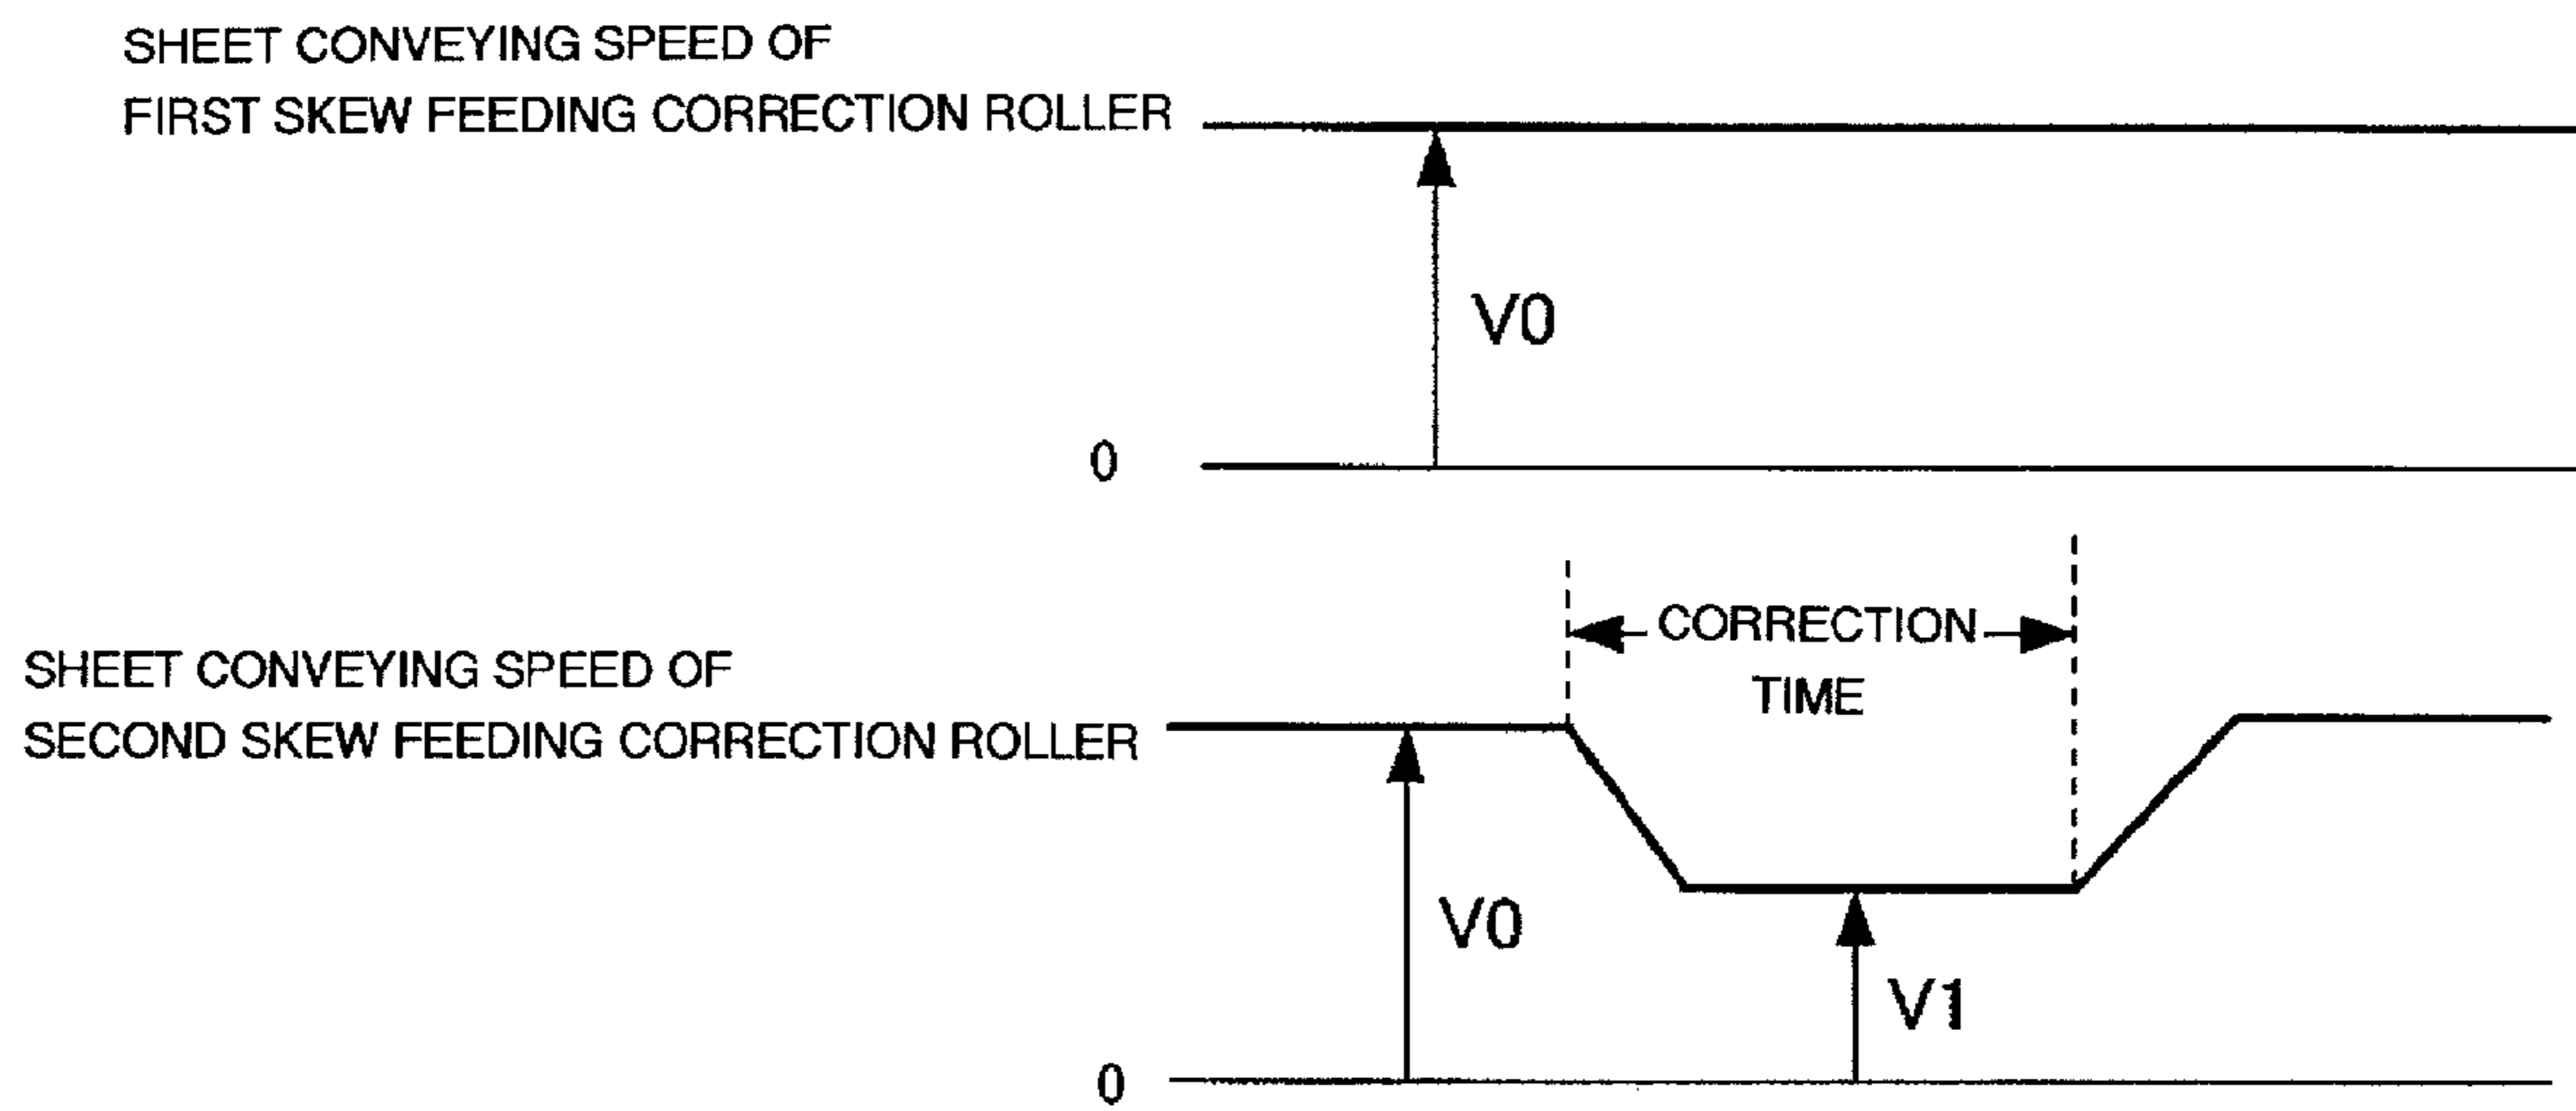 SHEET CONVEYING SPEED OF
FIRST SKEW FEEDING CORRECTION ROLLER
V0
0
CORRECTION
TIME
SHEET CONVEYING SPEED OF
SECOND SKEW FEEDING CORRECTION ROLLER
V0
V1
0